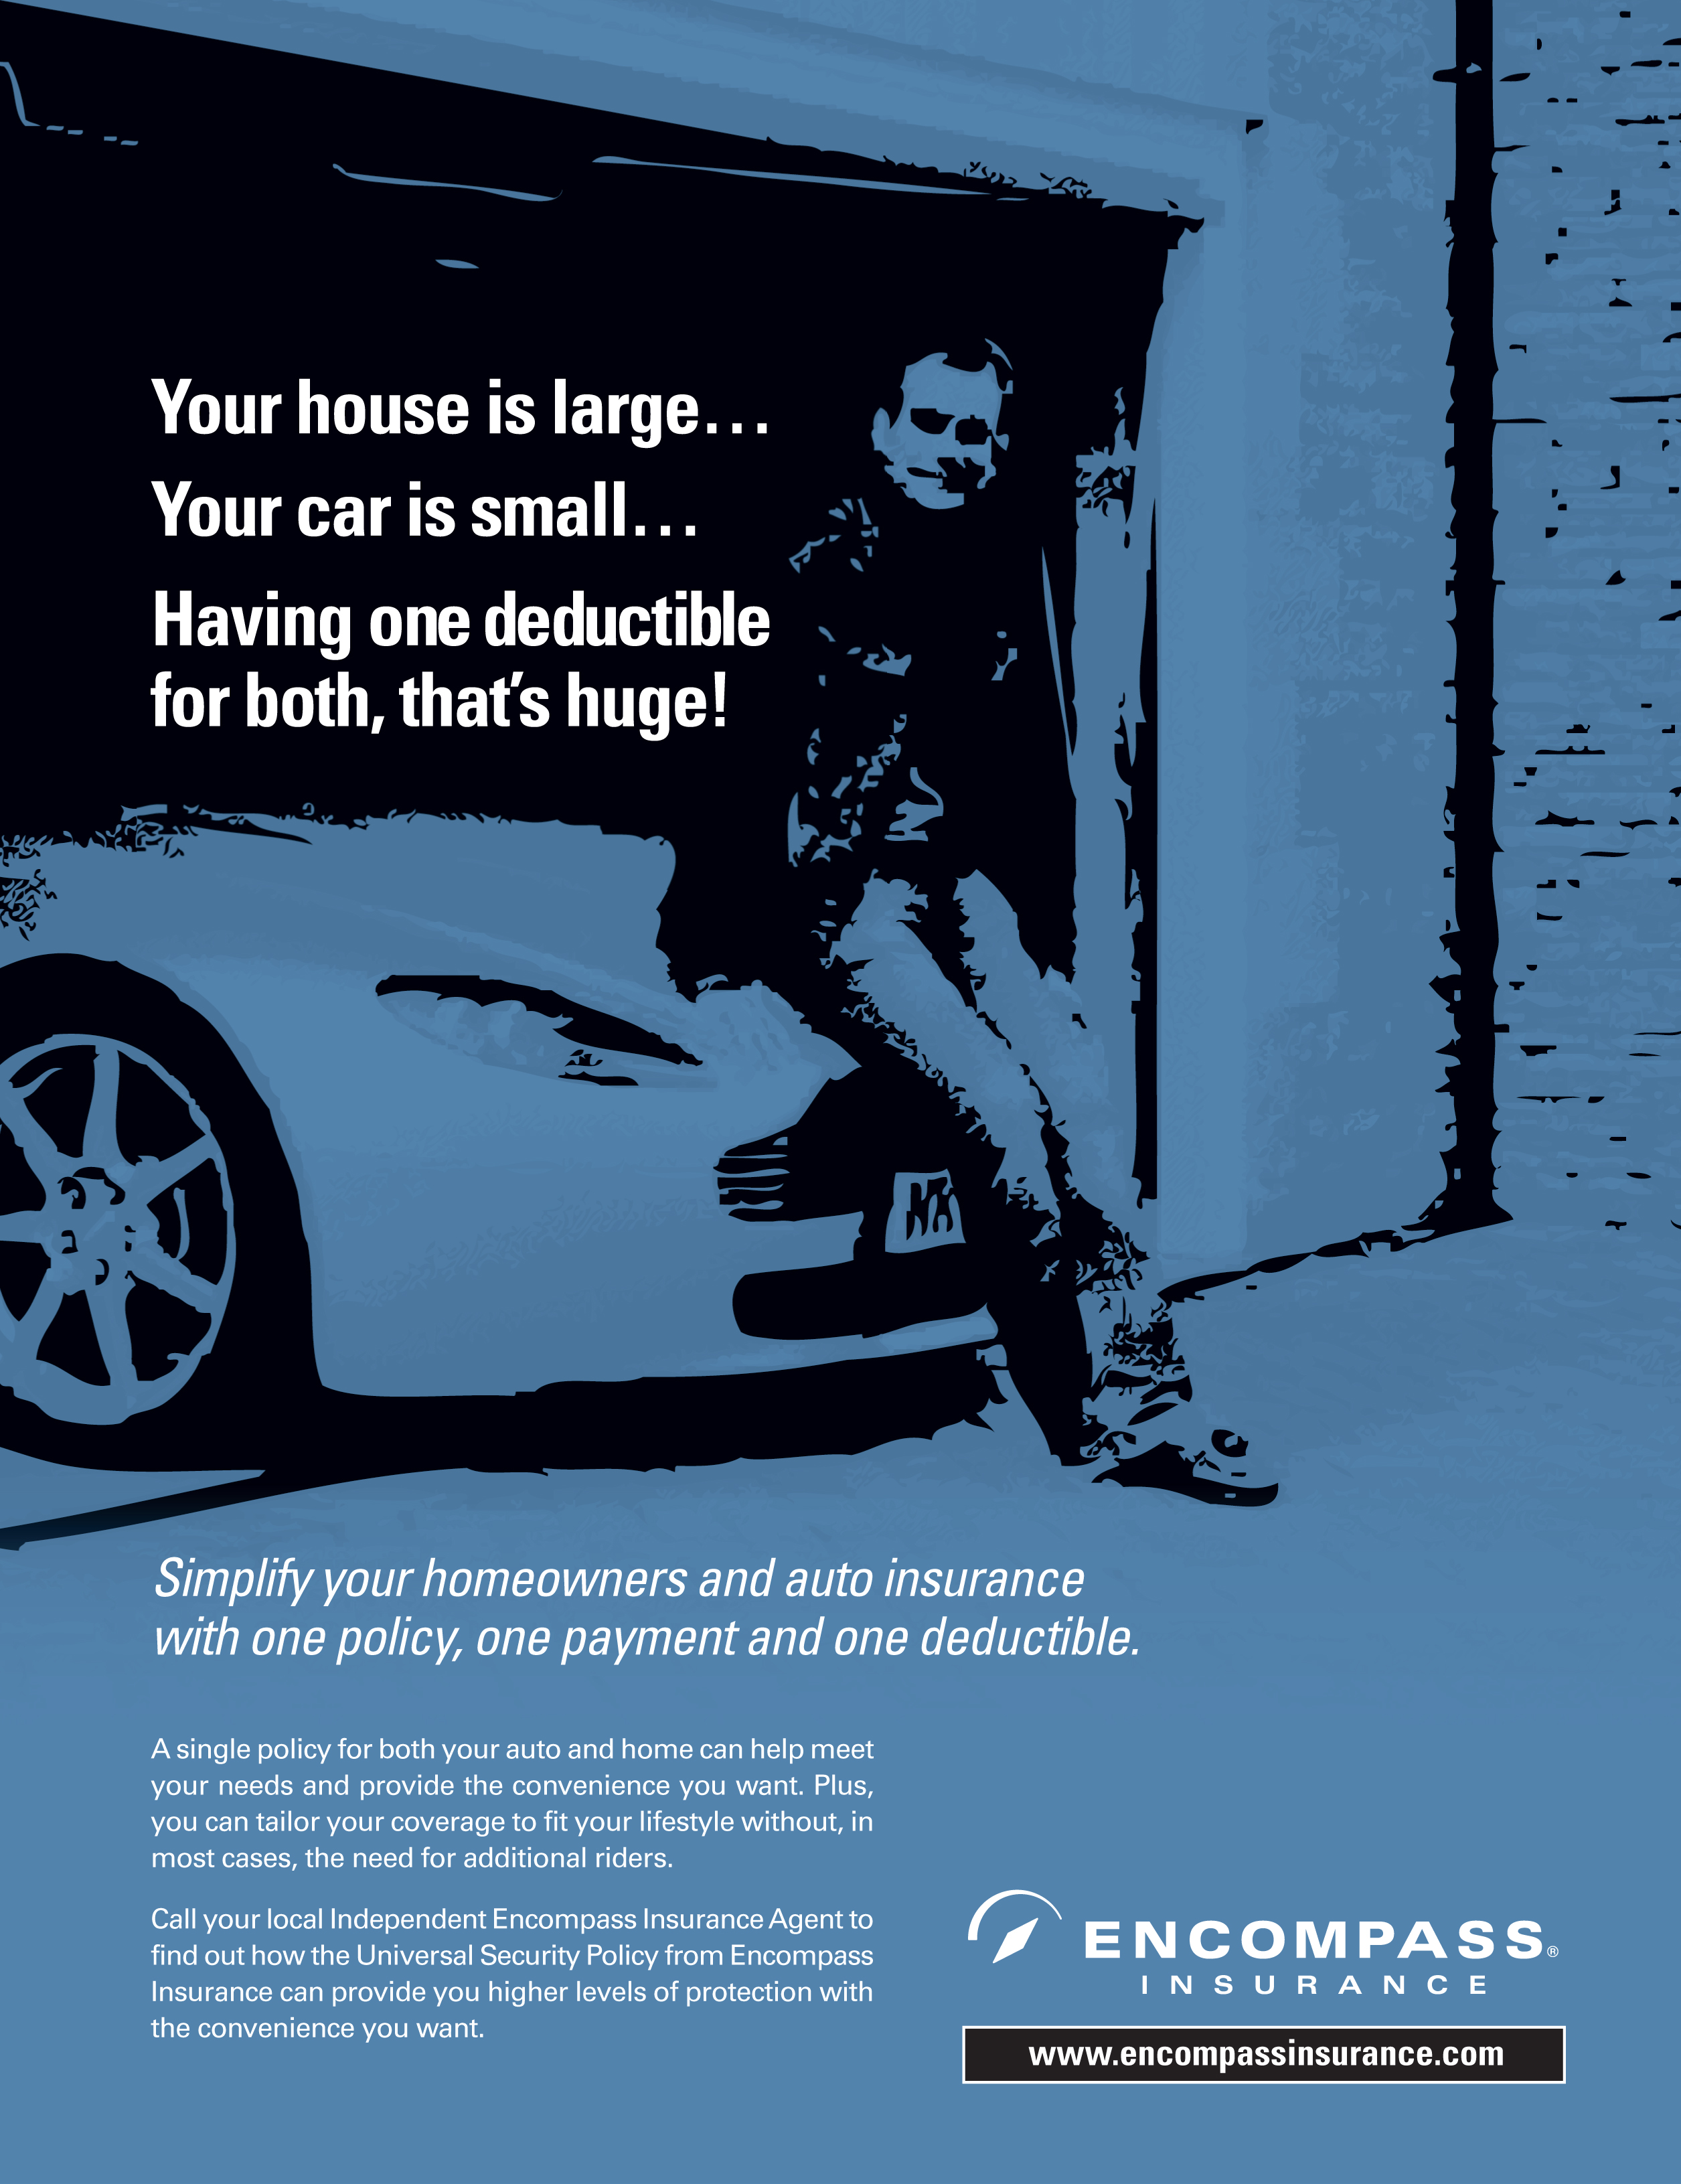 Your house is large…
Your car is small…
Having one deductible
for both, that’s huge!
Simplify your homeowners and auto insurance
with one policy, one payment and one deductible.
A single policy for both your auto and home can help meet
your needs and provide the convenience you want. Plus,
you can tailor your coverage to fit your lifestyle without, in
most cases, the need for additional riders.
Call your local Independent Encompass Insurance Agent to
find out how the Universal Security Policy from Encompass
Insurance can provide you higher levels of protection with
the convenience you want.
ENCOMPASS®
INSURANCE
www.encompassinsurance.com